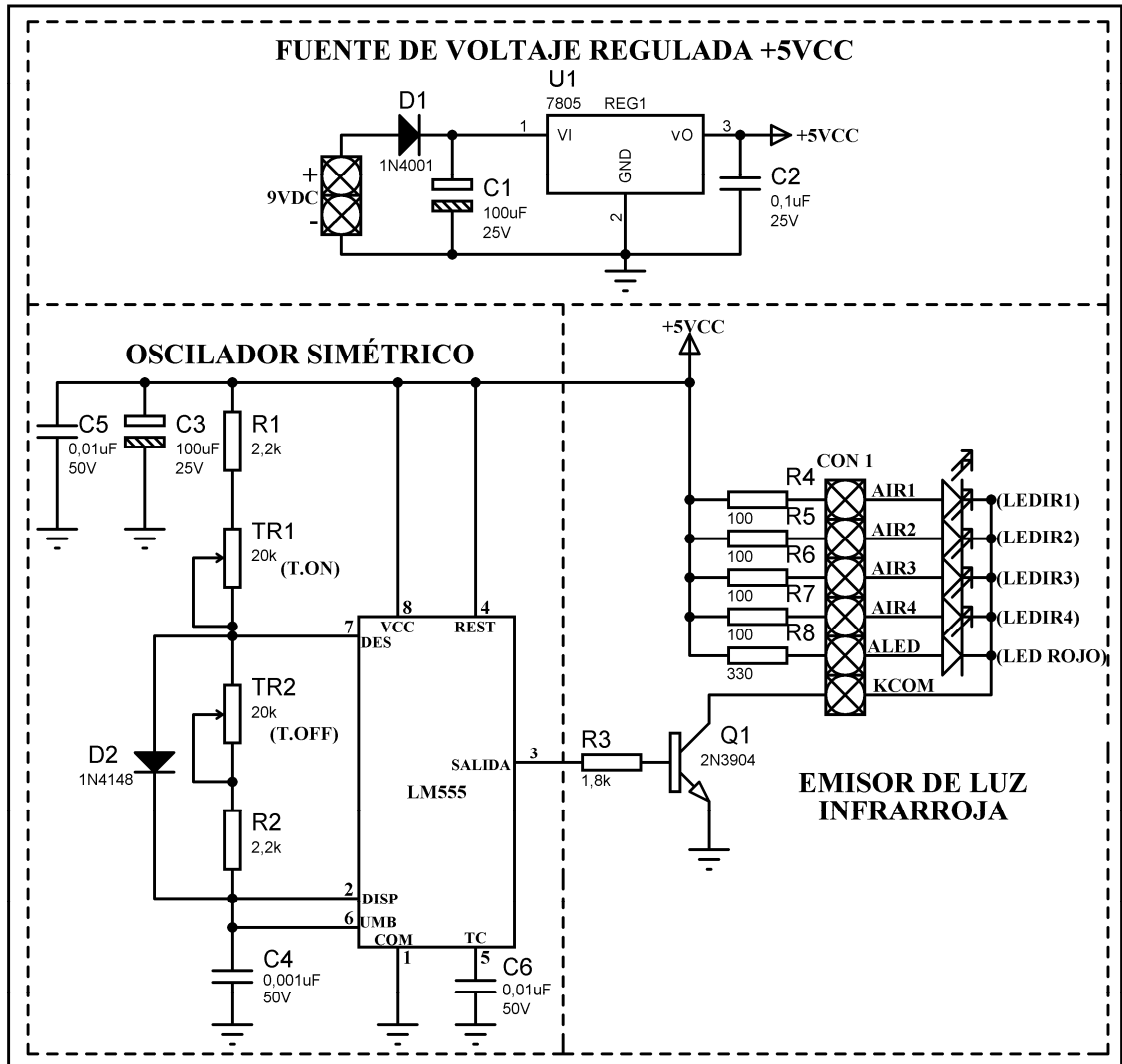 FUENTE DE VOLTAJE REGULADA +5VCC
U1
7805 REG1
D1
1N4001
1
VI
VO
3
GND
2
+5VCC
+
9VDC
-
C1
100uF
25V
C2
0,1uF
25V
OSCILADOR SIMÉTRICO
+5VCC
C5
0,01uF
50V
C3
100uF
25V
R1
2,2k
TR1
20k
(T.ON)
TR2
20k
(T.OFF)
D2
1N4148
R2
2,2k
C4
0,001uF
50V
8
VCC
4
REST
7
DES
SALIDA
3
LM555
2
DISP
6
UMB
COM
1
TC
5
C6
0,01uF
50V
R3
1,8k
Q1
2N3904
CON 1
R4
100
AIR1
(LEDIR1)
R5
100
AIR2
(LEDIR2)
R6
100
AIR3
(LEDIR3)
R7
100
AIR4
(LEDIR4)
R8
330
ALED
(LED ROJO)
KCOM
EMISOR DE LUZ
INFRARROJA